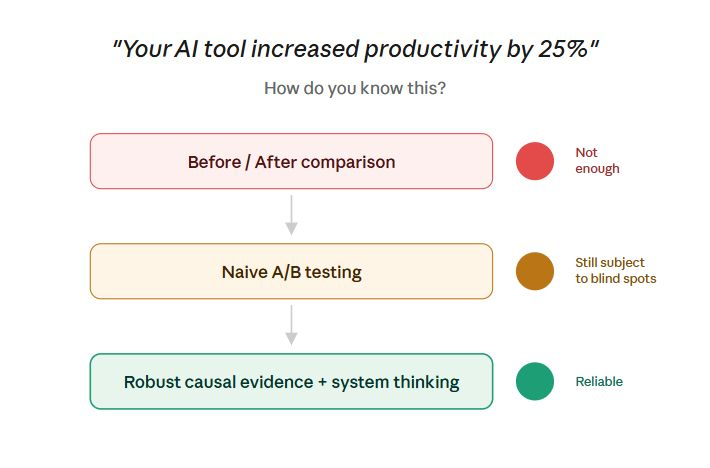 "Your AI tool increased productivity by 25%"
How do you know this?
Before / After comparison
Not
enough
Naive A/B testing
Still subject
to blind spots
Robust causal evidence + system thinking
Reliable